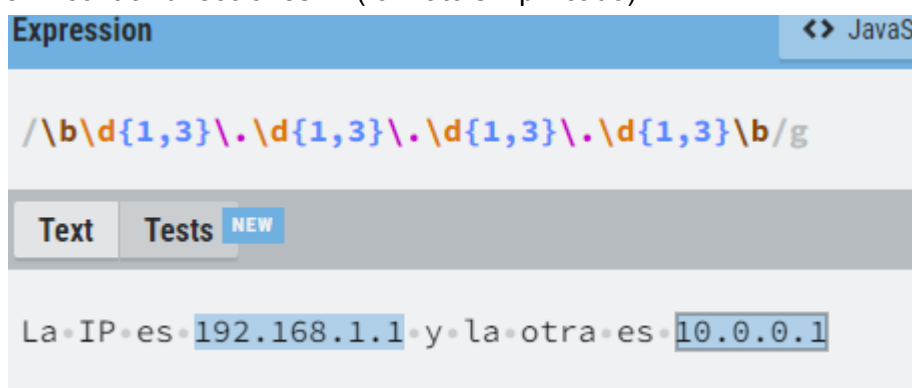 Expression
<> JavaS
/\b\d{1,3}\.\d{1,3}\.\d{1,3}\.\d{1,3}\b/g
Text Tests NEW
La IP es 192.168.1.1 y la otra es 10.0.0.1